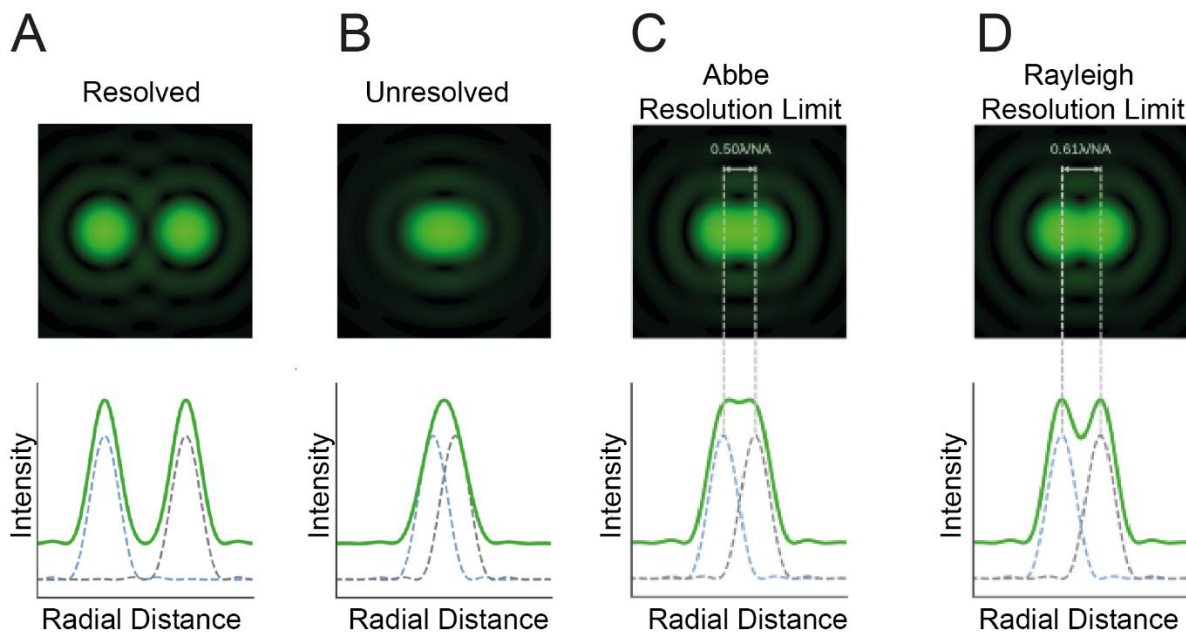 A
B
C
D
Resolved
Unresolved
Abbe
Resolution Limit
Rayleigh
Resolution Limit
0.50λ/NA
0.61λ/NA
Intensity
Intensity
Intensity
Intensity
Radial Distance
Radial Distance
Radial Distance
Radial Distance